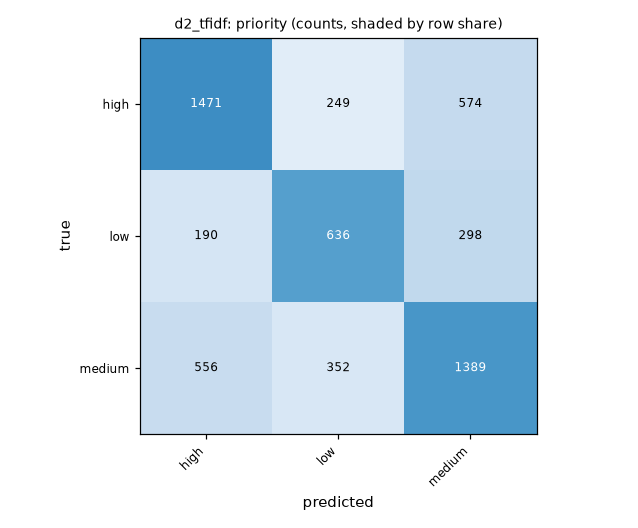 d2_tfidf: priority (counts, shaded by row share)
high 1471 249 574
low 190 636 298
medium 556 352 1389
true
high low medium
predicted